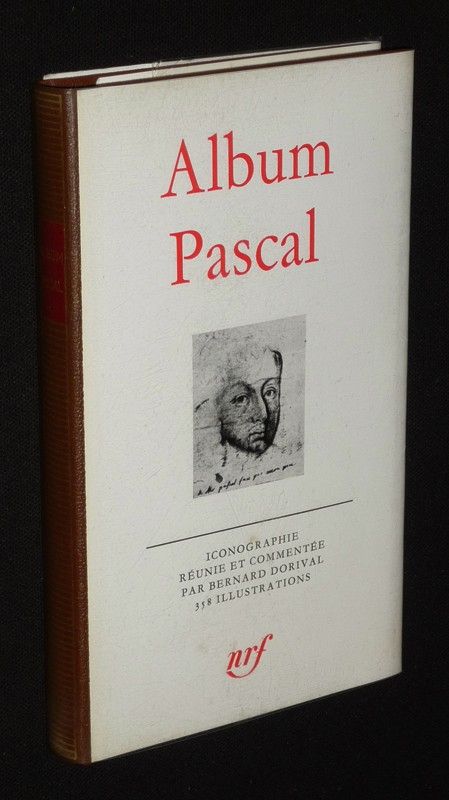 Album
Pascal
ICONOGRAPHIE
RÉUNIE ET COMMENTÉE
PAR BERNARD DORIVAL
358 ILLUSTRATIONS
nrf